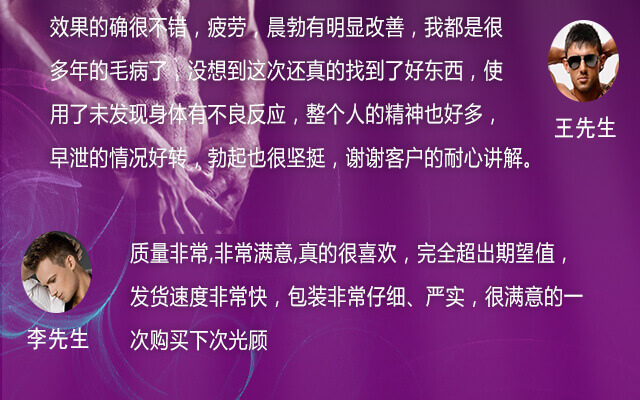 效果的确很不错，疲劳，晨勃有明显改善，我都是很
多年的毛病了，没想到这次还真的找到了好东西，使
用了未发现身体有不良反应，整个人的精神也好多，
早泄的情况好转，勃起也很坚挺，谢谢客户的耐心讲解。
王先生
质量非常,非常满意,真的很喜欢，完全超出期望值，
发货速度非常快，包装非常仔细、严实，很满意的一
次购买下次光顾
李先生